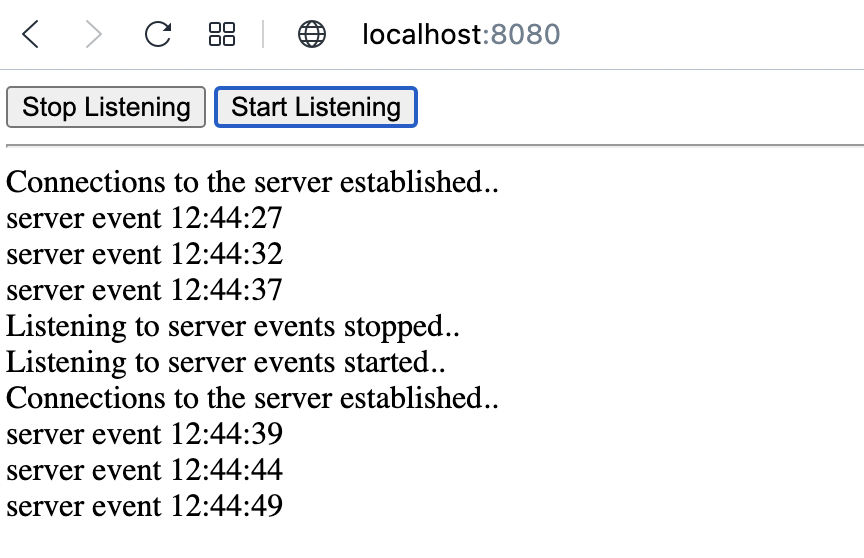 localhost:8080
Stop Listening Start Listening
Connections to the server established..
server event 12:44:27
server event 12:44:32
server event 12:44:37
Listening to server events stopped..
Listening to server events started..
Connections to the server established..
server event 12:44:39
server event 12:44:44
server event 12:44:49